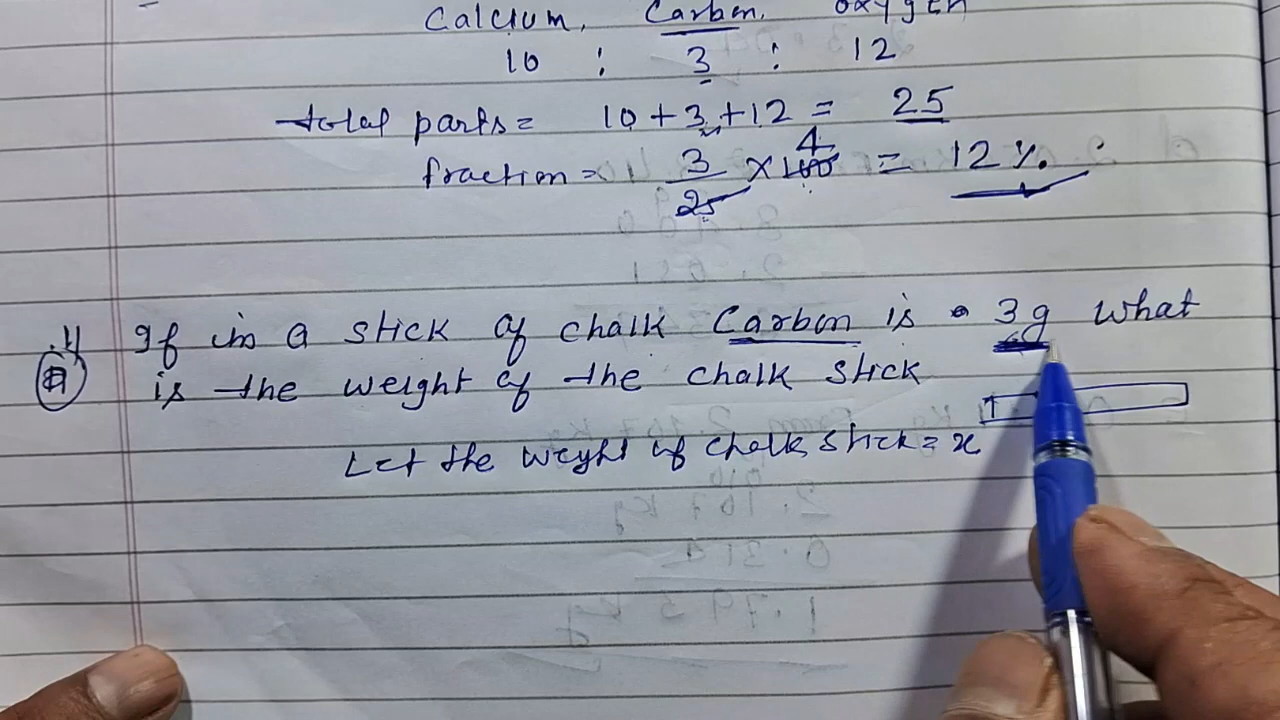 Calcium, Carbon, Oxygen
10 : 3 : 12
total parts = 10 + 3 + 12 = 25
fraction = 3/25 × 100 4 = 12 %.
If in a stick of chalk Carbon is 3g what
is the weight of the chalk stick
Let the weight of chalk stick = x